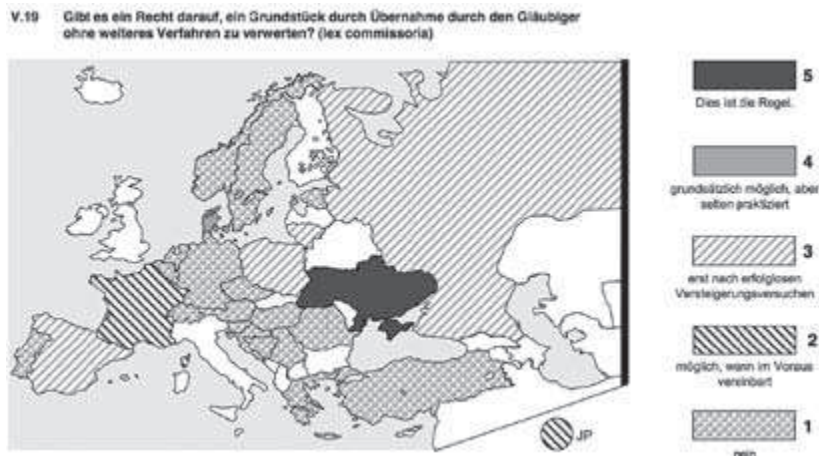 V.19 Gibt es ein Recht darauf, ein Grundstück durch Übernahme durch den Gläubiger
ohne weiteres Verfahren zu verwerten? (lex commissoria)
5
Dies ist die Regel.
4
grundsätzlich möglich, aber
selten praktiziert
3
erst nach erfolglosen
Versteigerungsversuchen
2
möglich, wenn im Voraus
vereinbart
1
nein
JP